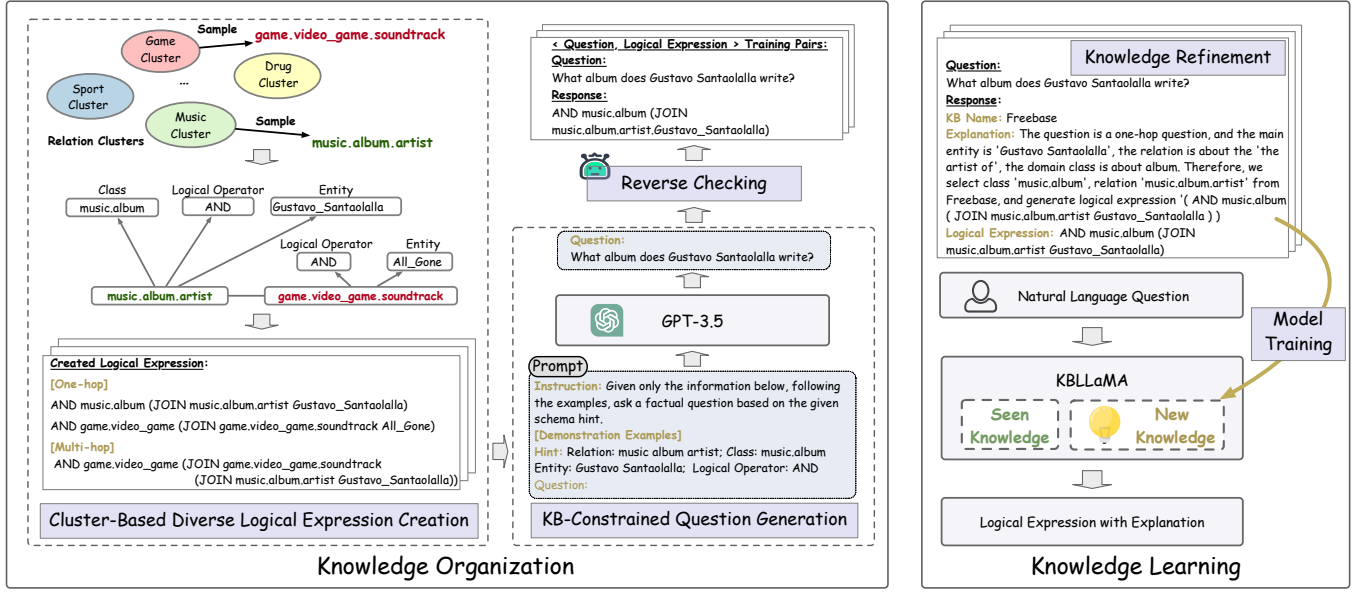 Game
Cluster
Sample
game.video_game.soundtrack
Drug
Cluster
...
Sport
Cluster
Music
Cluster
Sample
Relation Clusters
music.album.artist
Class
music.album
Logical Operator
AND
Entity
Gustavo_Santaolalla
Logical Operator
AND
Entity
All_Gone
music.album.artist
game.video_game.soundtrack
Created Logical Expression:
[One-hop]
AND music.album (JOIN music.album.artist Gustavo_Santaolalla)
AND game.video_game (JOIN game.video_game.soundtrack All_Gone)
[Multi-hop]
AND game.video_game (JOIN game.video_game.soundtrack
(JOIN music.album.artist Gustavo_Santaolalla))
Cluster-Based Diverse Logical Expression Creation
< Question, Logical Expression > Training Pairs:
Question:
What album does Gustavo Santaolalla write?
Response:
AND music.album (JOIN
music.album.artist.Gustavo_Santaolalla)
Reverse Checking
Question:
What album does Gustavo Santaolalla write?
GPT-3.5
Prompt
Instruction: Given only the information below, following
the examples, ask a factual question based on the given
schema hint.
[Demonstration Examples]
Hint: Relation: music album artist; Class: music.album
Entity: Gustavo Santaolalla; Logical Operator: AND
Question:
KB-Constrained Question Generation
Knowledge Organization
Knowledge Refinement
Question:
What album does Gustavo Santaolalla write?
Response:
KB Name: Freebase
Explanation: The question is a one-hop question, and the main
entity is 'Gustavo Santaolalla', the relation is about the 'the
artist of', the domain class is about album. Therefore, we
select class 'music.album', relation 'music.album.artist' from
Freebase, and generate logical expression '( AND music.album
( JOIN music.album.artist Gustavo_Santaolalla ) )
Logical Expression: AND music.album (JOIN
music.album.artist Gustavo_Santaolalla)
Natural Language Question
Model
Training
KBLLaMA
Seen
Knowledge
New
Knowledge
Logical Expression with Explanation
Knowledge Learning